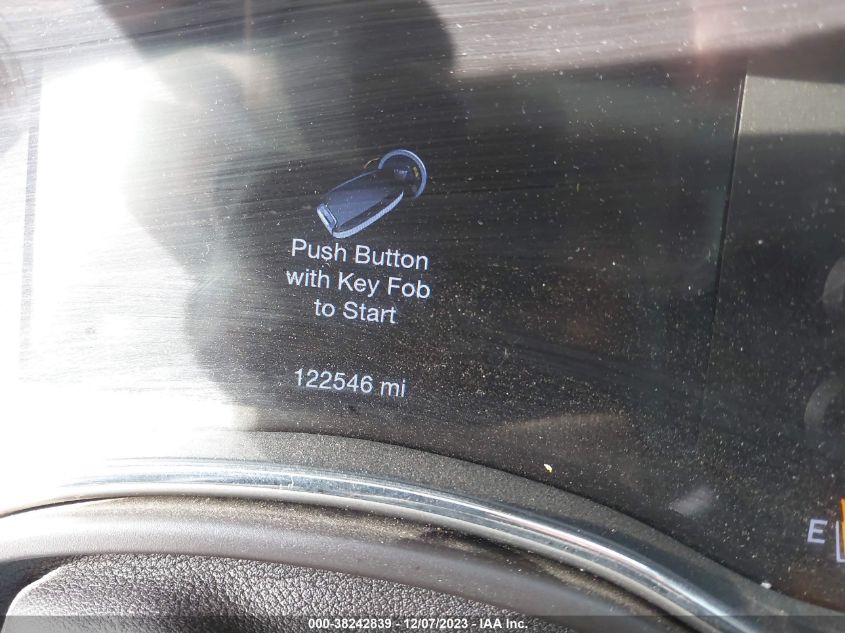 Push Button
with Key Fob
to Start
122546 mi
E
000-38242839 - 12/07/2023 - IAA Inc.